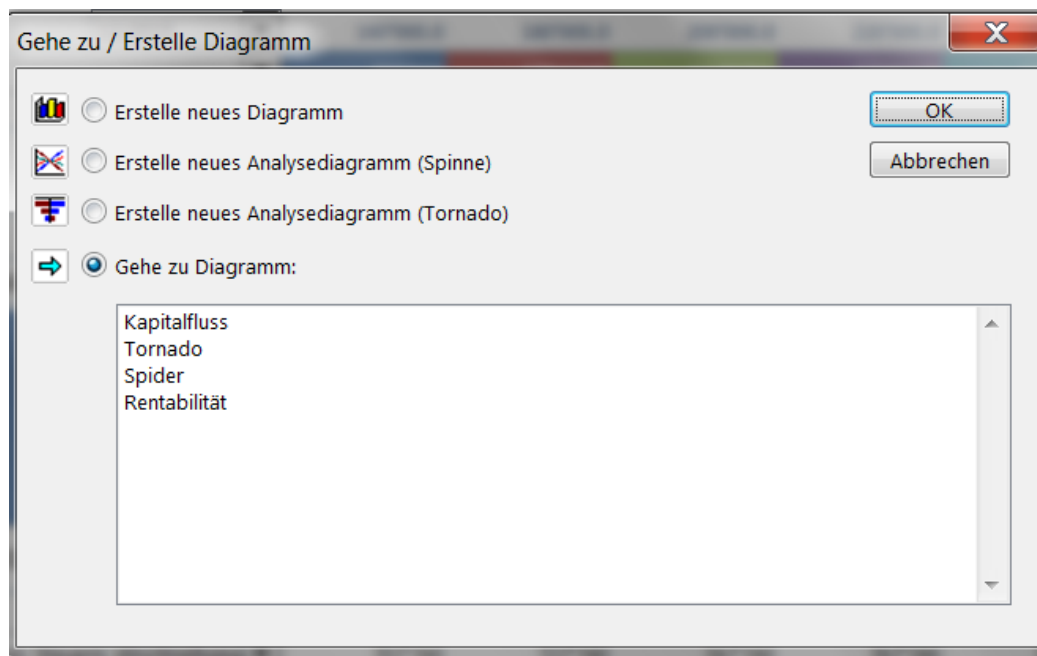 Gehe zu / Erstelle Diagramm
Erstelle neues Diagramm
OK
Erstelle neues Analysediagramm (Spinne)
Abbrechen
Erstelle neues Analysediagramm (Tornado)
Gehe zu Diagramm:
Kapitalfluss
Tornado
Spider
Rentabilität